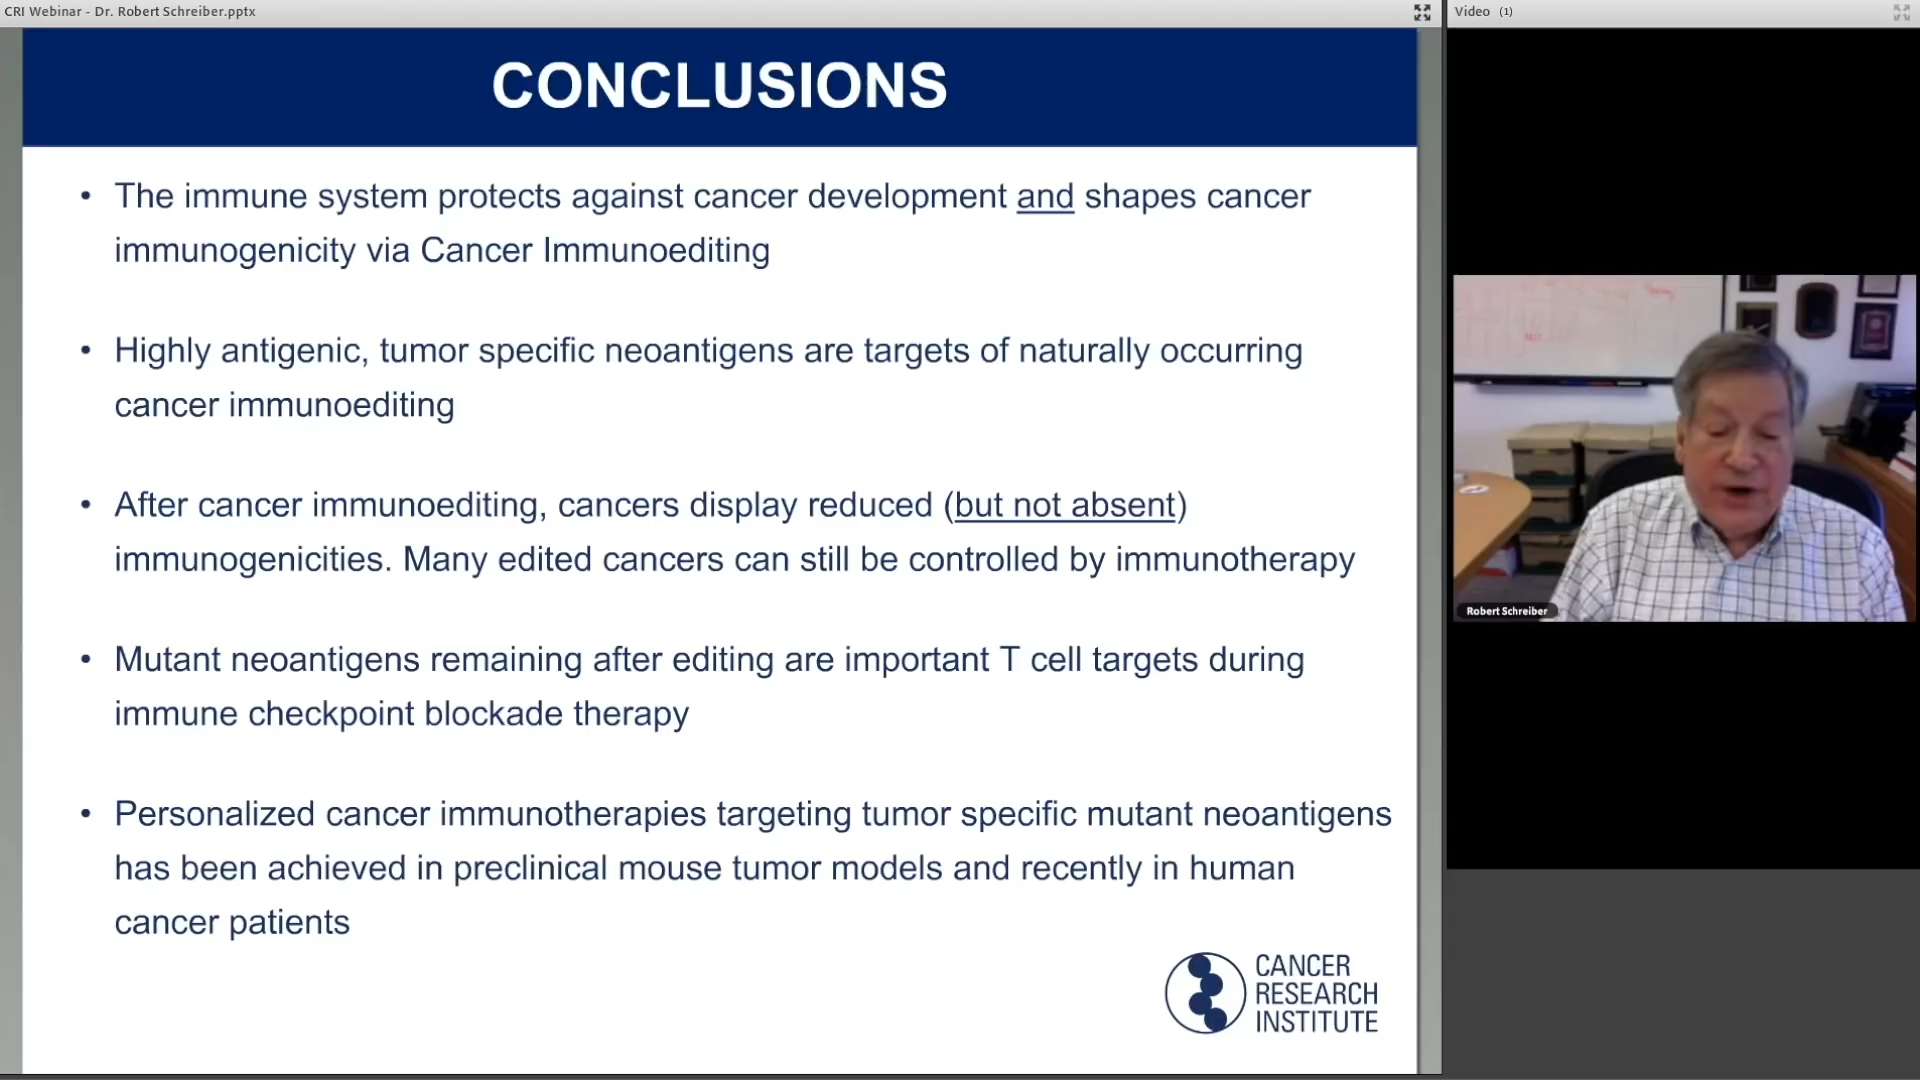 CRI Webinar - Dr. Robert Schreiber.pptx
Video (1)
CONCLUSIONS
• The immune system protects against cancer development and shapes cancer
immunogenicity via Cancer Immunoediting
• Highly antigenic, tumor specific neoantigens are targets of naturally occurring
cancer immunoediting
• After cancer immunoediting, cancers display reduced (but not absent)
immunogenicities. Many edited cancers can still be controlled by immunotherapy
• Mutant neoantigens remaining after editing are important T cell targets during
immune checkpoint blockade therapy
• Personalized cancer immunotherapies targeting tumor specific mutant neoantigens
has been achieved in preclinical mouse tumor models and recently in human
cancer patients
CANCER
RESEARCH
INSTITUTE
Robert Schreiber